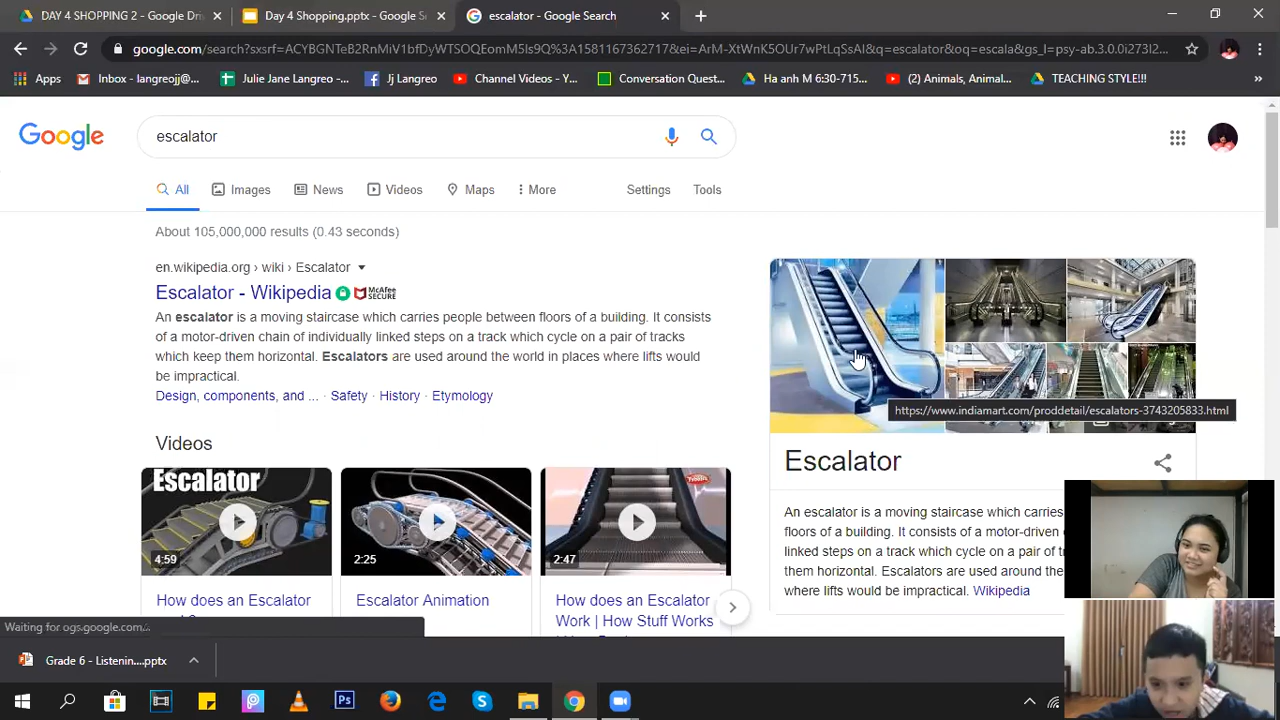 DAY 4 SHOPPING 2 - Google Dri
Day 4 Shopping.pptx - Google S
escalator - Google Search
google.com/search?sxsrf=ACYBGNTeB2RnMiV1bfDyWTSOQEomM5Is9Q%3A1581167362717&ei=ArM-XtWnK5OUr7wPtLqSsAI&q=escalator&oq=escala&gs_l=psy-ab.3.0.0i273l2...
Apps
Inbox - langreojj@...
Julie Jane Langreo...
Jj Langreo
Channel Videos - Y...
Conversation Quest...
Ha anh M 6:30-715...
(2) Animals, Animal...
TEACHING STYLE!!!
Google
escalator
All
Images
News
Videos
Maps
More
Settings
Tools
About 105,000,000 results (0.43 seconds)
en.wikipedia.org › wiki › Escalator
Escalator - Wikipedia
McAfee
SECURE
An escalator is a moving staircase which carries people between floors of a building. It consists
of a motor-driven chain of individually linked steps on a track which cycle on a pair of tracks
which keep them horizontal. Escalators are used around the world in places where lifts would
be impractical.
Design, components, and ... · Safety · History · Etymology
https://www.indiamart.com/proddetail/escalators-3743205833.html
Videos
Escalator
4:59
2:25
2:47
How does an Escalator
Escalator Animation
How does an Escalator
Work | How Stuff Works
Escalator
An escalator is a moving staircase which carries
floors of a building. It consists of a motor-driven
linked steps on a track which cycle on a pair of t
them horizontal. Escalators are used around the
where lifts would be impractical. Wikipedia
Waiting for ogs.google.com...
Grade 6 - Listenin....pptx
Ps